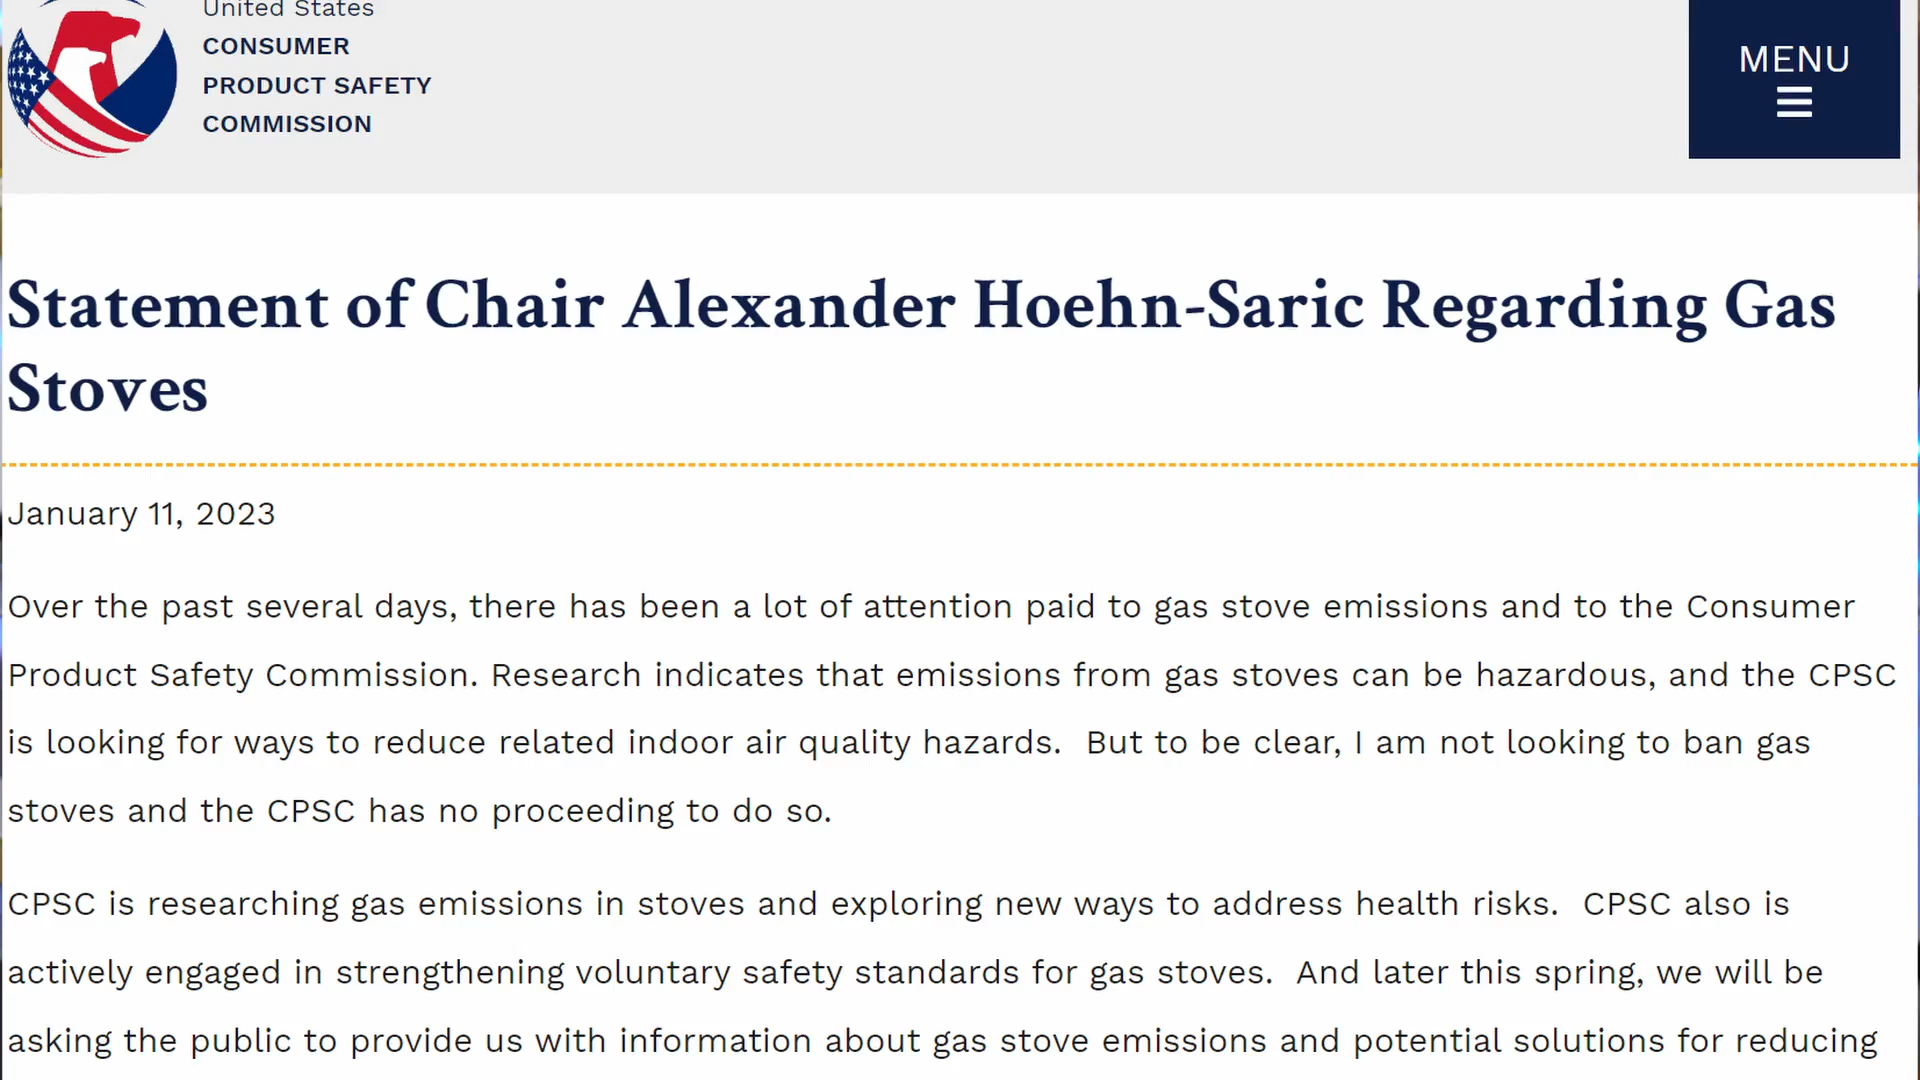 United States
CONSUMER
PRODUCT SAFETY
COMMISSION
MENU
Statement of Chair Alexander Hoehn-Saric Regarding Gas
Stoves
January 11, 2023
Over the past several days, there has been a lot of attention paid to gas stove emissions and to the Consumer
Product Safety Commission. Research indicates that emissions from gas stoves can be hazardous, and the CPSC
is looking for ways to reduce related indoor air quality hazards.  But to be clear, I am not looking to ban gas
stoves and the CPSC has no proceeding to do so.
CPSC is researching gas emissions in stoves and exploring new ways to address health risks.  CPSC also is
actively engaged in strengthening voluntary safety standards for gas stoves.  And later this spring, we will be
asking the public to provide us with information about gas stove emissions and potential solutions for reducing